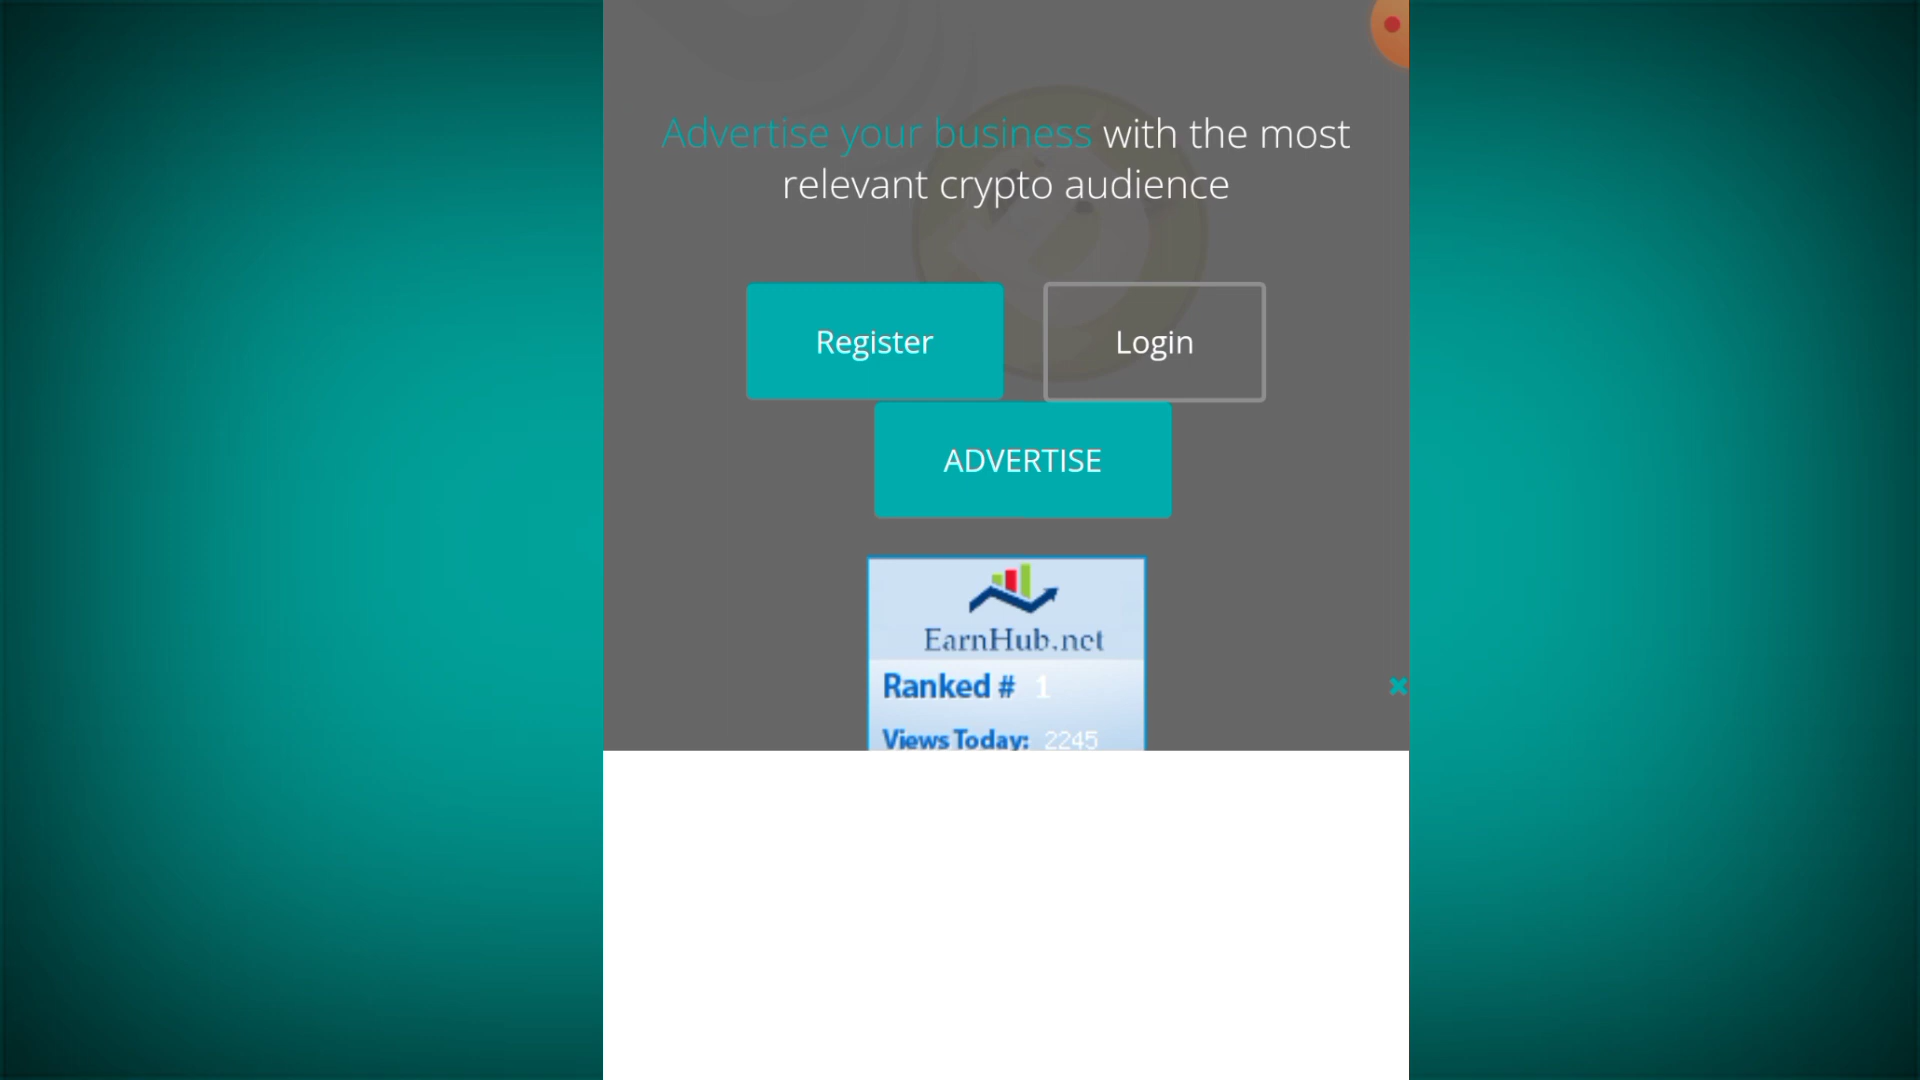 Advertise your business with the most
relevant crypto audience
Register
Login
ADVERTISE
EarnHub.net
Ranked # 1
Views Today: 2245